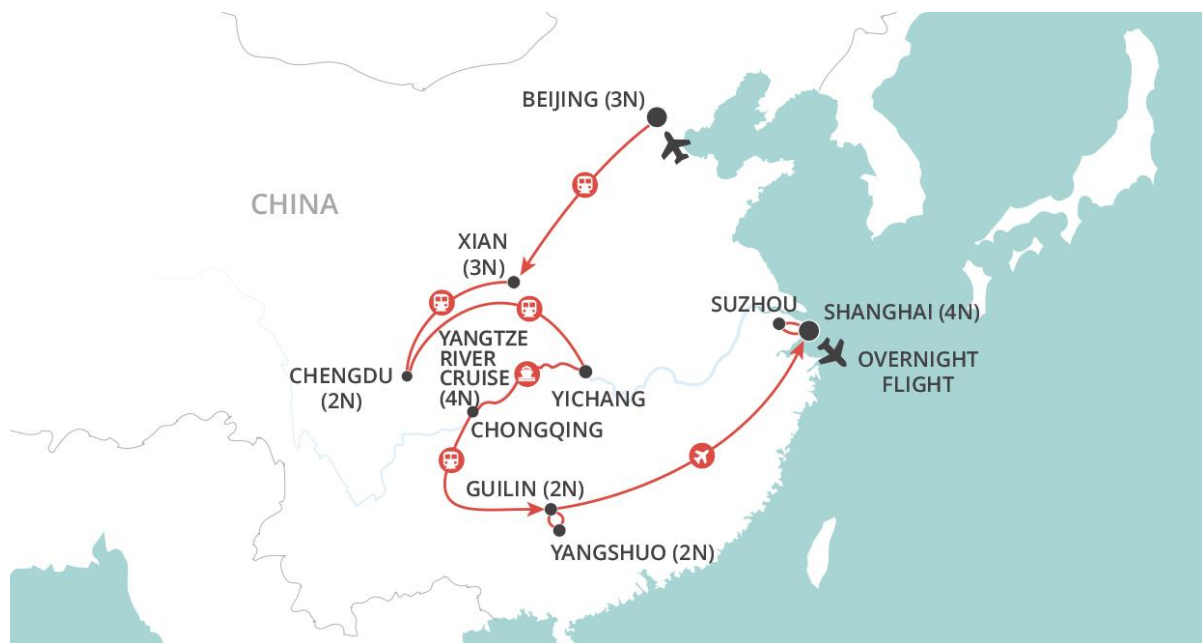 BEIJING (3N)
CHINA
XIAN
(3N)
SUZHOU
SHANGHAI (4N)
OVERNIGHT
FLIGHT
YANGTZE
RIVER
CRUISE
(4N)
CHENGDU
(2N)
YICHANG
CHONGQING
GUILIN (2N)
YANGSHUO (2N)